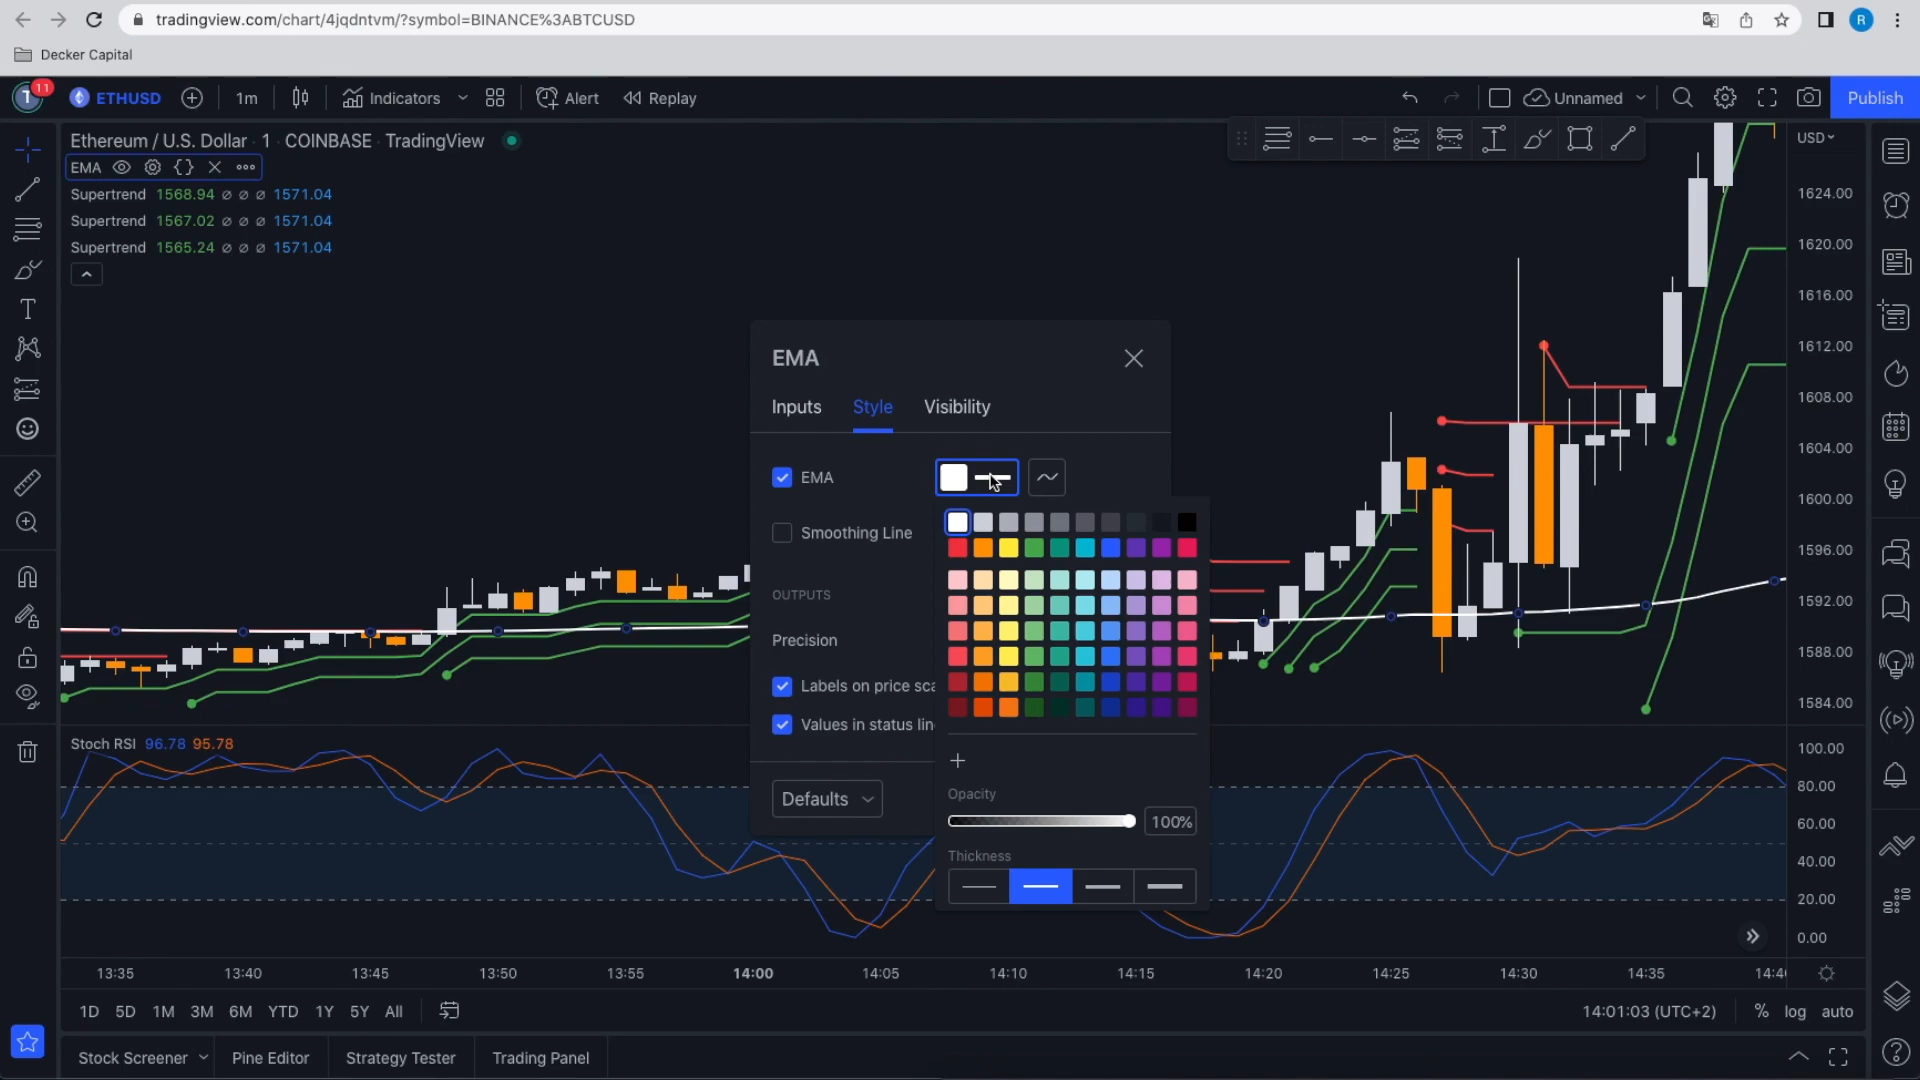 tradingview.com/chart/4jqdntvm/?symbol=BINANCE%3ABTCUSD
R
Decker Capital
T 11
ETHUSD
1m
Indicators
Alert
Replay
Unnamed
Publish
Ethereum / U.S. Dollar · 1 · COINBASE · TradingView
EMA
Supertrend 1568.94 ∅ ∅ ∅ 1571.04
Supertrend 1567.02 ∅ ∅ ∅ 1571.04
Supertrend 1565.24 ∅ ∅ ∅ 1571.04
USD
1624.00
1620.00
1616.00
1612.00
1608.00
1604.00
1600.00
1596.00
1592.00
1588.00
1584.00
EMA
Inputs Style Visibility
EMA
Smoothing Line
OUTPUTS
Precision
Labels on price sca
Values in status lin
Defaults
Opacity
100%
Thickness
Stoch RSI 96.78 95.78
100.00
80.00
60.00
40.00
20.00
0.00
13:35 13:40 13:45 13:50 13:55 14:00 14:05 14:10 14:15 14:20 14:25 14:30 14:35 14:4
1D 5D 1M 3M 6M YTD 1Y 5Y All
14:01:03 (UTC+2) % log auto
Stock Screener Pine Editor Strategy Tester Trading Panel